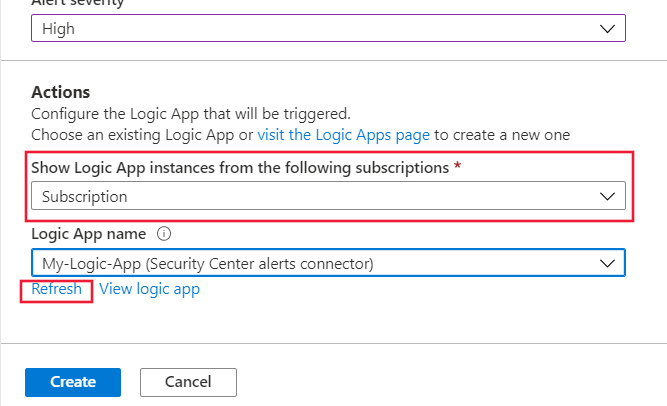 Alert severity
High
Actions
Configure the Logic App that will be triggered.
Choose an existing Logic App or visit the Logic Apps page to create a new one
Show Logic App instances from the following subscriptions *
Subscription
Logic App name
My-Logic-App (Security Center alerts connector)
Refresh View logic app
Create Cancel